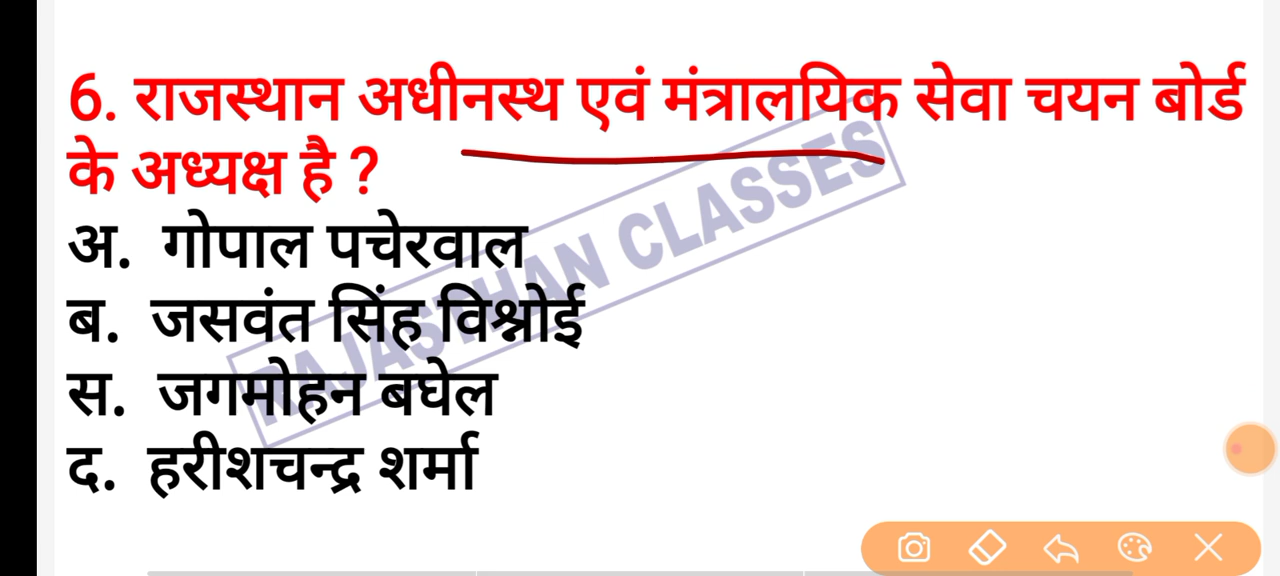 6. राजस्थान अधीनस्थ एवं मंत्रालयिक सेवा चयन बोर्ड
के अध्यक्ष है ?
अ. गोपाल पचेरवाल
ब. जसवंत सिंह विश्नोई
स. जगमोहन बघेल
द. हरीशचन्द्र शर्मा
RAJASTHAN CLASSES